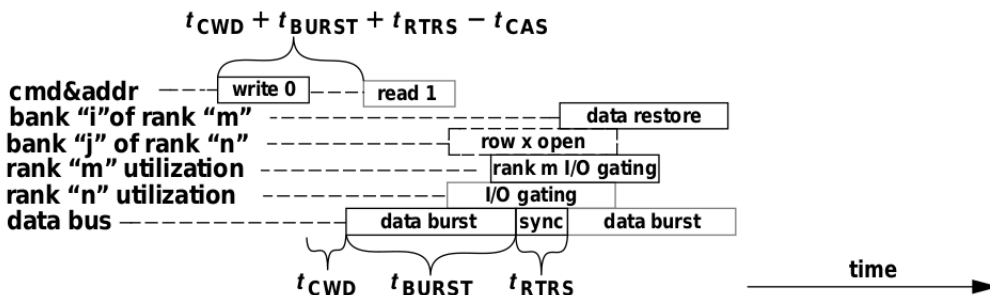 tCWD + tBURST + tRTRS − tCAS
cmd&addr write 0 read 1
bank “i”of rank “m” data restore
bank “j” of rank “n” row x open
rank “m” utilization rank m I/O gating
rank “n” utilization I/O gating
data bus data burst sync data burst
tCWD tBURST tRTRS time